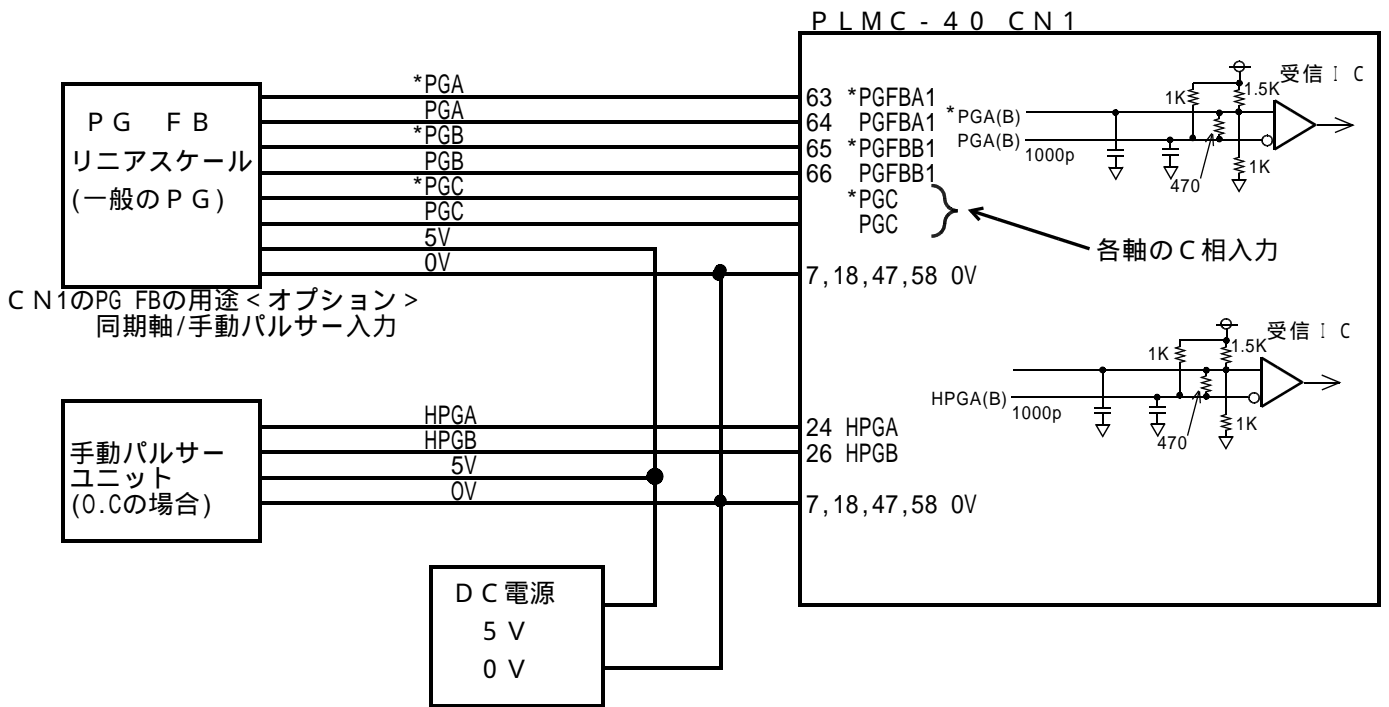 PLMC-40 CN1
PG FB
リニアスケール
(一般のPG)
*PGA
PGA
*PGB
PGB
*PGC
PGC
5V
0V
63 *PGFBA1
64 PGFBA1
65 *PGFBB1
66 PGFBB1
*PGC
PGC
7,18,47,58 0V
各軸のC相入力
受信IC
1K
1.5K
*PGA(B)
PGA(B)
1000p
470
1K
CN1のPG FBの用途<オプション>
同期軸/手動パルサー入力
受信IC
1K
1.5K
HPGA(B)
1000p
470
1K
手動パルサー
ユニット
(O.Cの場合)
HPGA
HPGB
5V
0V
24 HPGA
26 HPGB
7,18,47,58 0V
DC電源
5V
0V